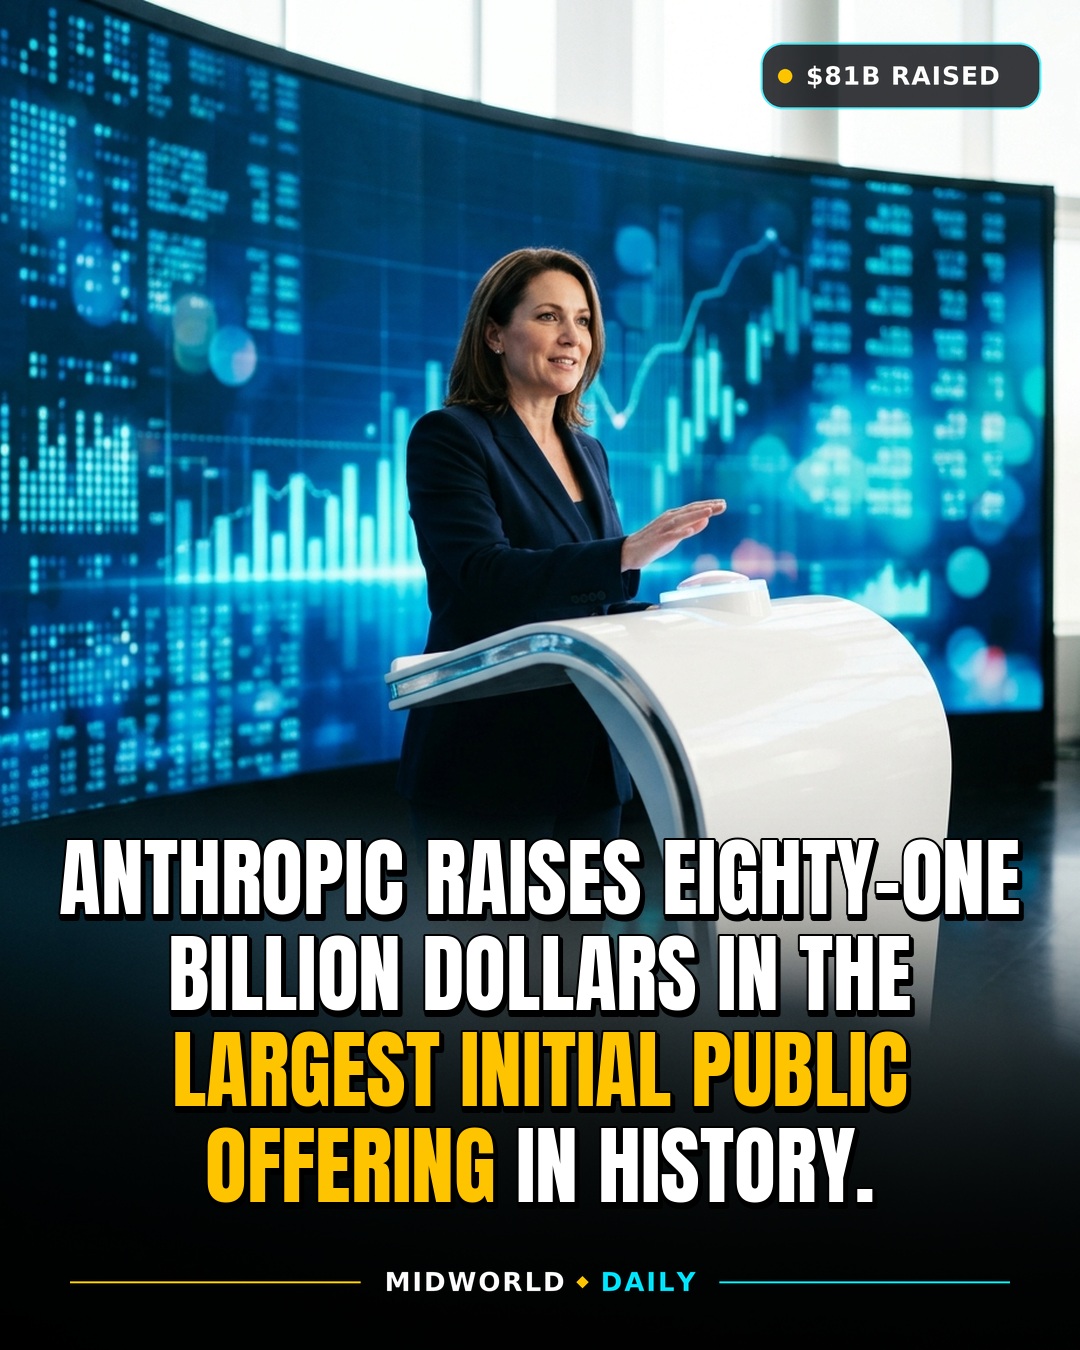 $81B RAISED
ANTHROPIC RAISES EIGHTY-ONE
BILLION DOLLARS IN THE
LARGEST INITIAL PUBLIC
OFFERING IN HISTORY.
MIDWORLD ◆ DAILY